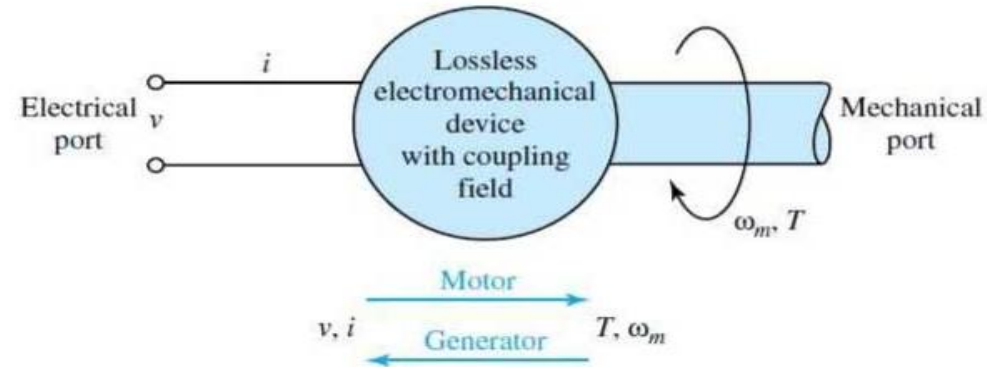 i
Electrical
port
v
Lossless
electromechanical
device
with coupling
field
Mechanical
port
ωm, T
Motor
v, i
T, ωm
Generator